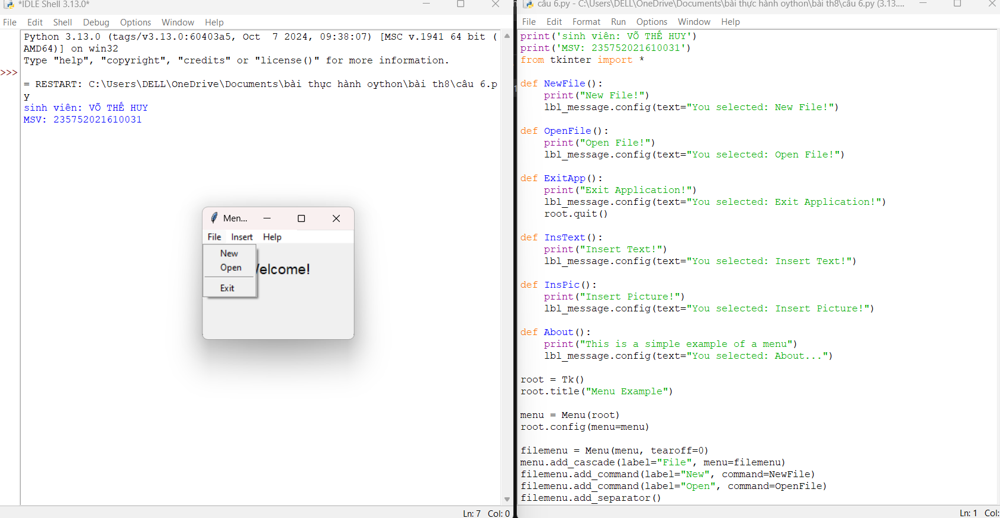 *IDLE Shell 3.13.0*
File Edit Shell Debug Options Window Help
Python 3.13.0 (tags/v3.13.0:60403a5, Oct  7 2024, 09:38:07) [MSC v.1941 64 bit (
AMD64)] on win32
Type "help", "copyright", "credits" or "license()" for more information.
>>>
= RESTART: C:\Users\DELL\OneDrive\Documents\bài thực hành oython\bài th8\câu 6.p
y
sinh viên: VÕ THẾ HUY
MSV: 235752021610031
Men...
File Insert Help
New
Open
Exit
elcome!
Ln: 7 Col: 0
câu 6.py - C:\Users\DELL\OneDrive\Documents\bài thực hành oython\bài th8\câu 6.py (3.13....
File Edit Format Run Options Window Help
print('sinh viên: VÕ THẾ HUY')
print('MSV: 235752021610031')
from tkinter import *
def NewFile():
    print("New File!")
    lbl_message.config(text="You selected: New File!")
def OpenFile():
    print("Open File!")
    lbl_message.config(text="You selected: Open File!")
def ExitApp():
    print("Exit Application!")
    lbl_message.config(text="You selected: Exit Application!")
    root.quit()
def InsText():
    print("Insert Text!")
    lbl_message.config(text="You selected: Insert Text!")
def InsPic():
    print("Insert Picture!")
    lbl_message.config(text="You selected: Insert Picture!")
def About():
    print("This is a simple example of a menu")
    lbl_message.config(text="You selected: About...")
root = Tk()
root.title("Menu Example")
menu = Menu(root)
root.config(menu=menu)
filemenu = Menu(menu, tearoff=0)
menu.add_cascade(label="File", menu=filemenu)
filemenu.add_command(label="New", command=NewFile)
filemenu.add_command(label="Open", command=OpenFile)
filemenu.add_separator()
Ln: 1 Col: